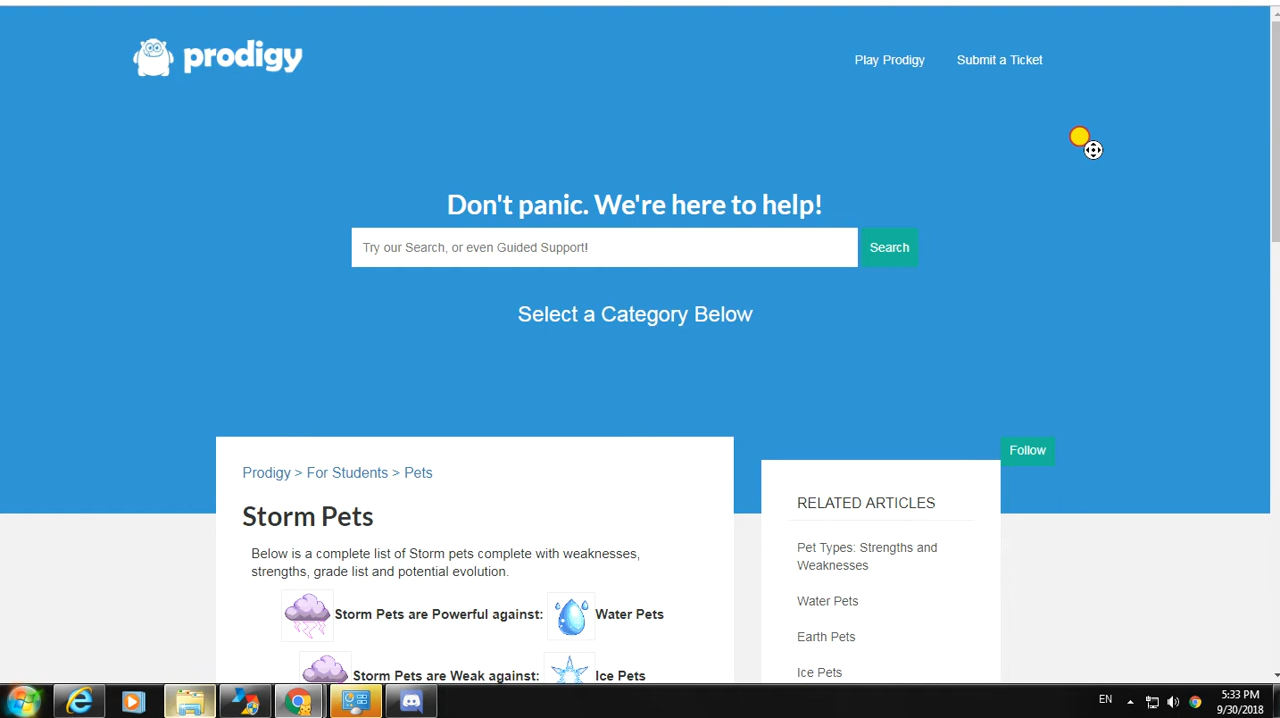 prodigy
Play Prodigy
Submit a Ticket
Don't panic. We're here to help!
Try our Search, or even Guided Support!
Search
Select a Category Below
Follow
Prodigy > For Students > Pets
Storm Pets
Below is a complete list of Storm pets complete with weaknesses,
strengths, grade list and potential evolution.
Storm Pets are Powerful against:
Water Pets
Storm Pets are Weak against:
Ice Pets
RELATED ARTICLES
Pet Types: Strengths and
Weaknesses
Water Pets
Earth Pets
Ice Pets
EN
5:33 PM
9/30/2018